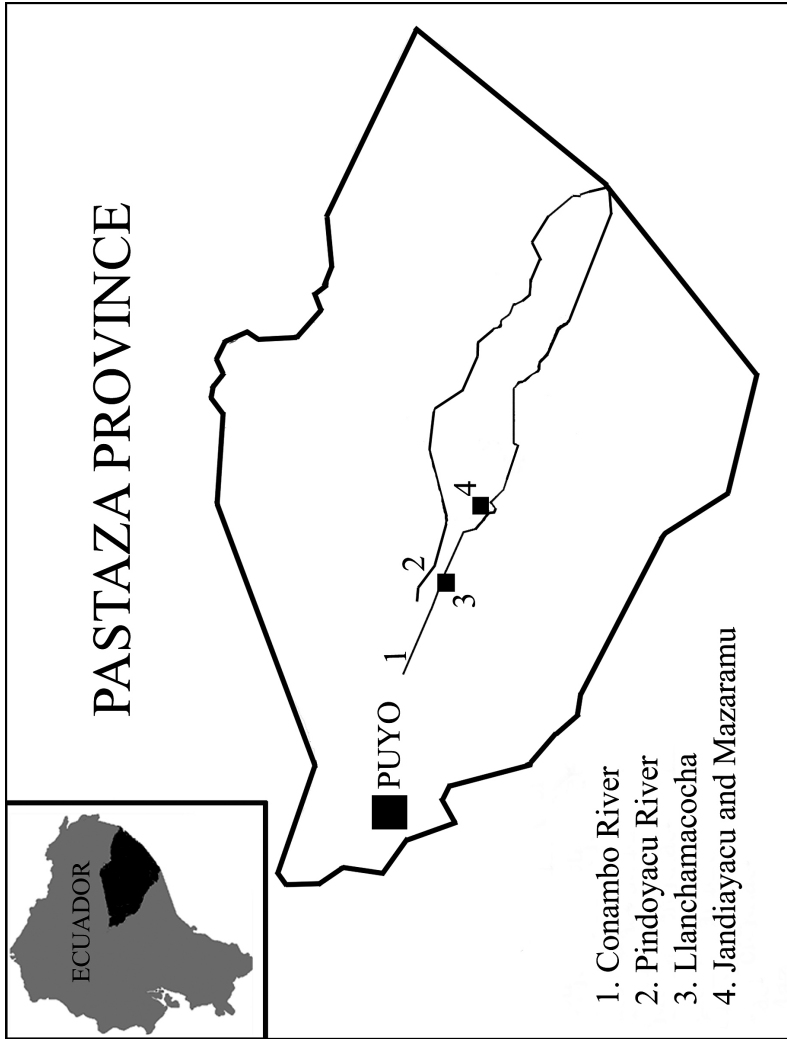 PASTAZA PROVINCE
ECUADOR
PUYO
1
2
3
4
1. Conambo River
2. Pindoyacu River
3. Llanchamacocha
4. Jandiayacu and Mazaramu